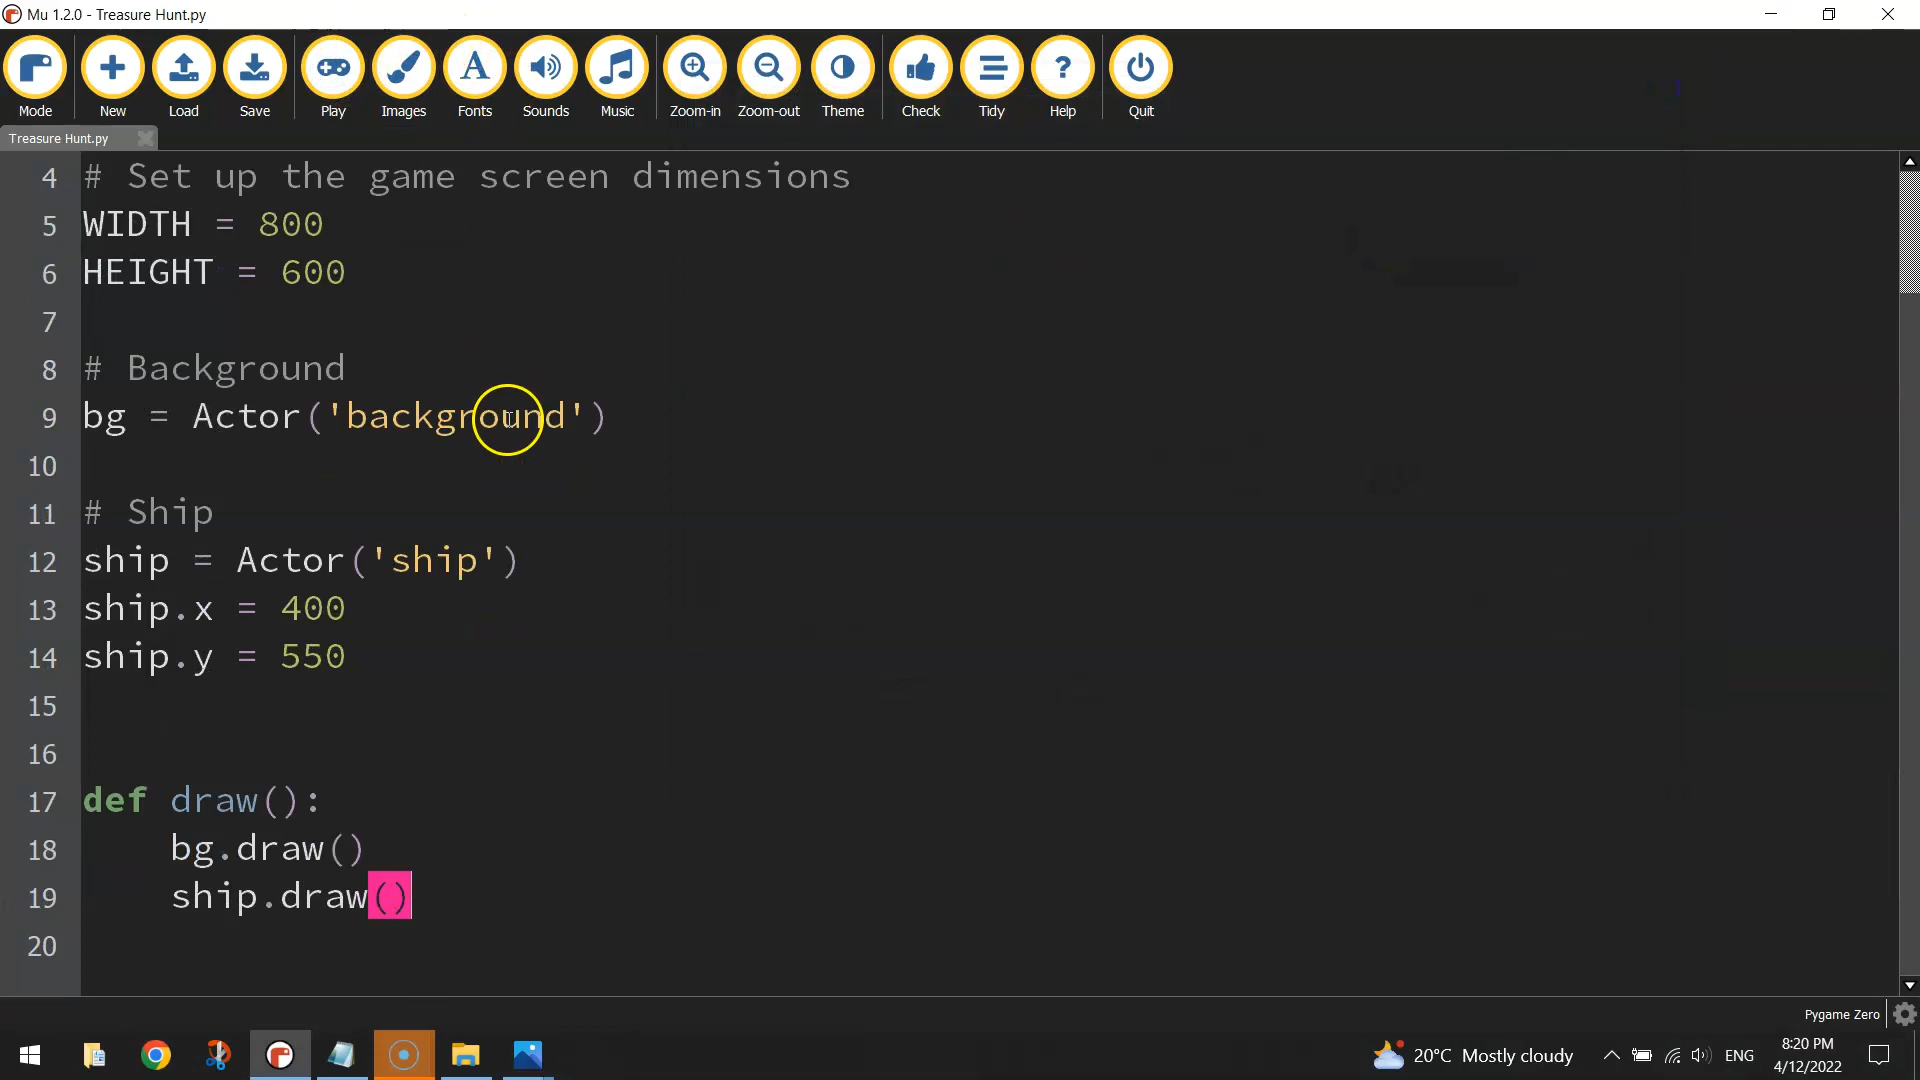 Mu 1.2.0 - Treasure Hunt.py
Mode New Load Save Play Images Fonts Sounds Music Zoom-in Zoom-out Theme Check Tidy Help Quit
Treasure Hunt.py
4 # Set up the game screen dimensions
5 WIDTH = 800
6 HEIGHT = 600
7
8 # Background
9 bg = Actor('background')
10
11 # Ship
12 ship = Actor('ship')
13 ship.x = 400
14 ship.y = 550
15
16
17 def draw():
18     bg.draw()
19     ship.draw()
20
Pygame Zero
20°C Mostly cloudy ENG 8:20 PM
4/12/2022